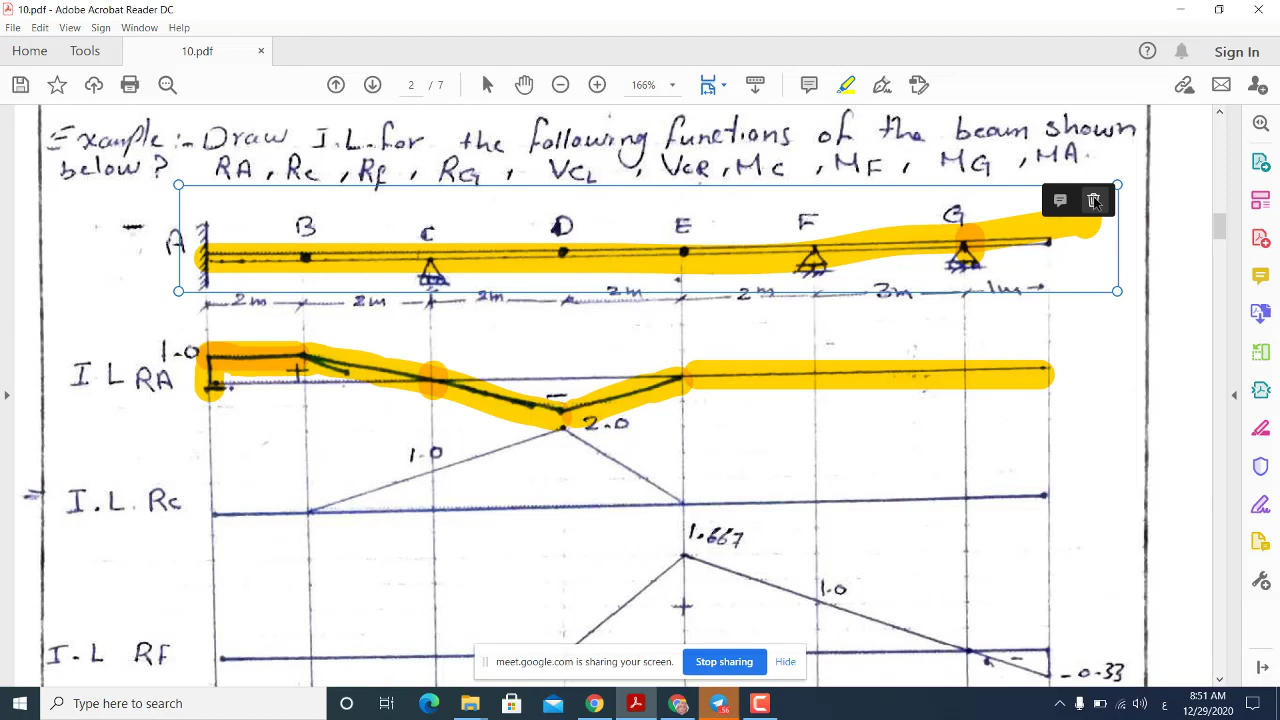 10.pdf - Adobe Acrobat Reader DC
File Edit View Sign Window Help
Home Tools 10.pdf × Sign In
2 / 7 166%
Example:- Draw I.L. for the following functions of the beam shown
below? RA, Rc, Rf, RG, VCL, VCR, MC, MF, MG, MA.
A B C D E F G
2m 2m 2m 2m 2m 3m 1m
1.0
I.L RA + - 2.0
1.0
= I.L. Rc
1.667
1.0
+
I.L RF - -0.33
meet.google.com is sharing your screen. Stop sharing Hide
Type here to search
56
8:51 AM
12/29/2020